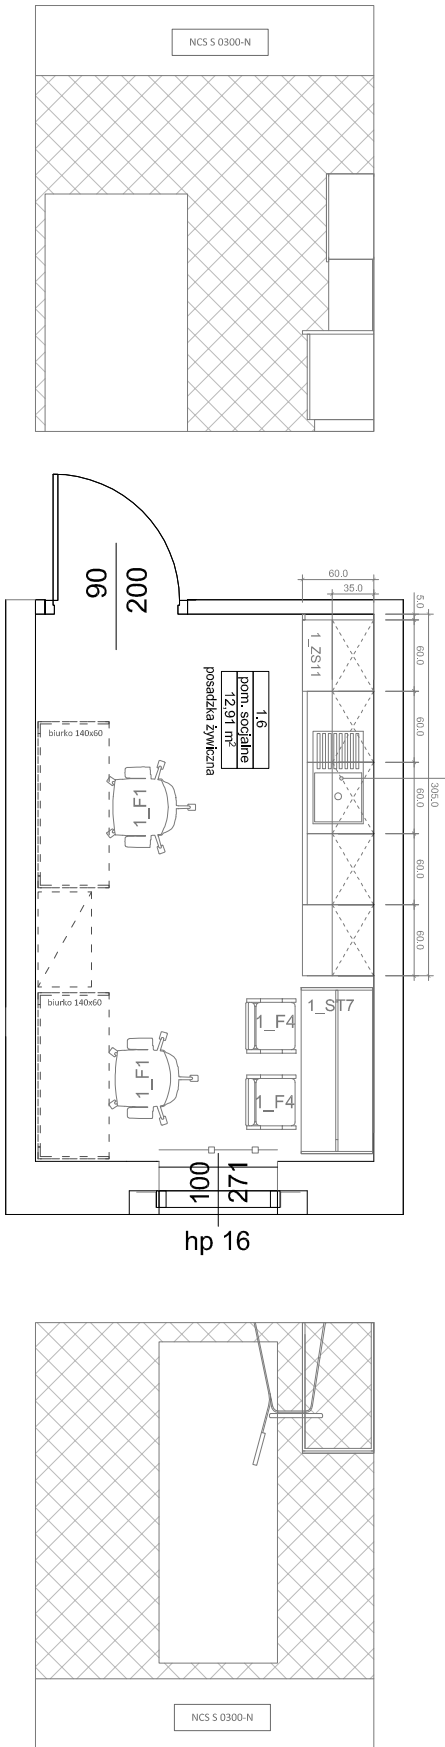 NCS S 0300-N
90
200
60.0
35.0
5.0
60.0
60.0
60.0
60.0
305.0
1_ZS11
1.6
pom. socjalne
12,91 m²
posadzka żywiczna
biurko 140x60
1_F1
biurko 140x60
1_F1
1_F4
1_F4
1_ST7
100
271
hp 16
NCS S 0300-N